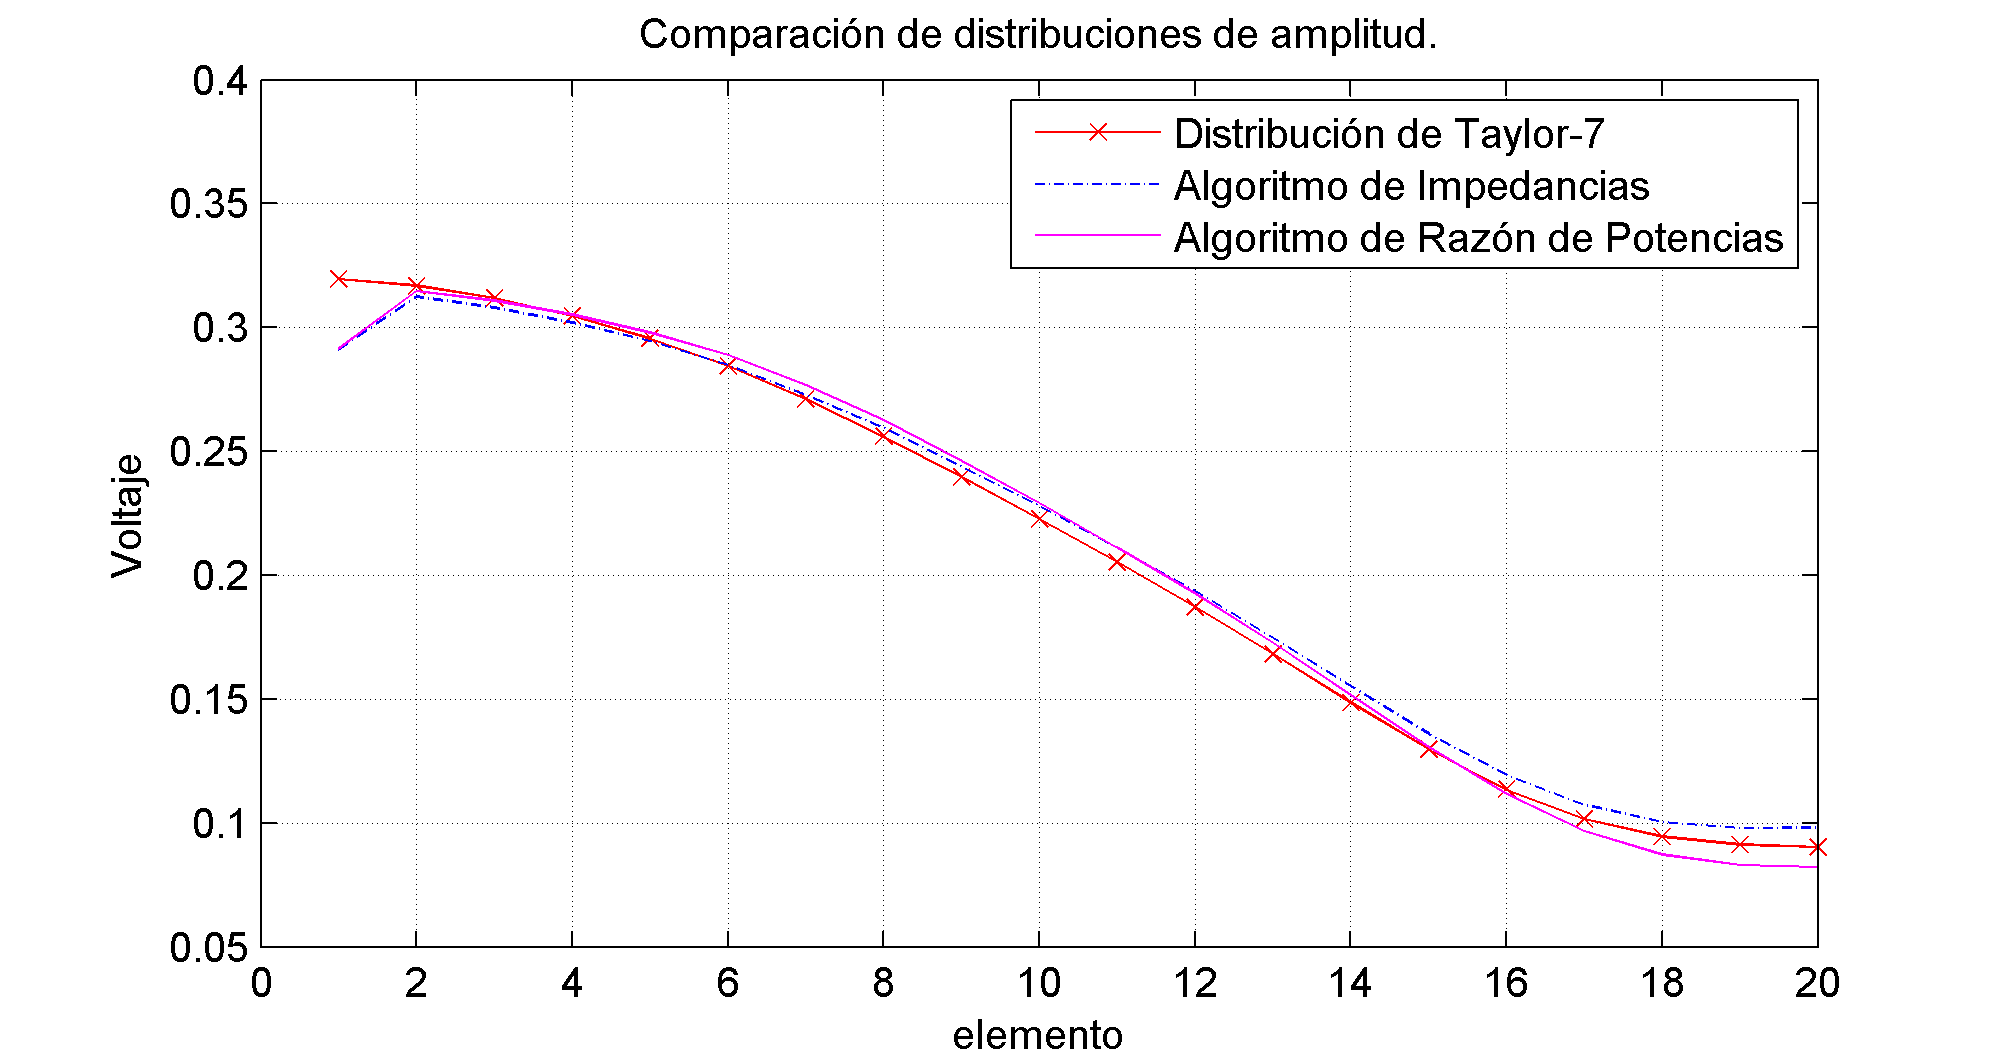 Comparación de distribuciones de amplitud.
0.4
0.35
0.3
0.25
0.2
0.15
0.1
0.05
Voltaje
Distribución de Taylor-7
Algoritmo de Impedancias
Algoritmo de Razón de Potencias
0 2 4 6 8 10 12 14 16 18 20
elemento